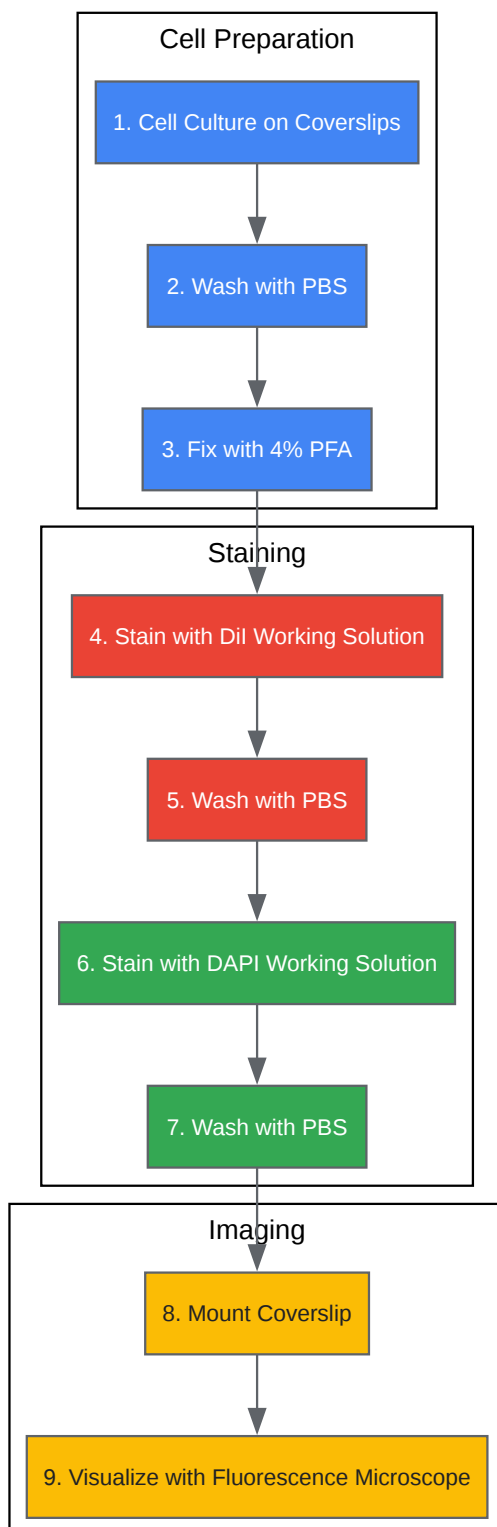 Cell Preparation
1. Cell Culture on Coverslips
2. Wash with PBS
3. Fix with 4% PFA
Staining
4. Stain with DiI Working Solution
5. Wash with PBS
6. Stain with DAPI Working Solution
7. Wash with PBS
Imaging
8. Mount Coverslip
9. Visualize with Fluorescence Microscope